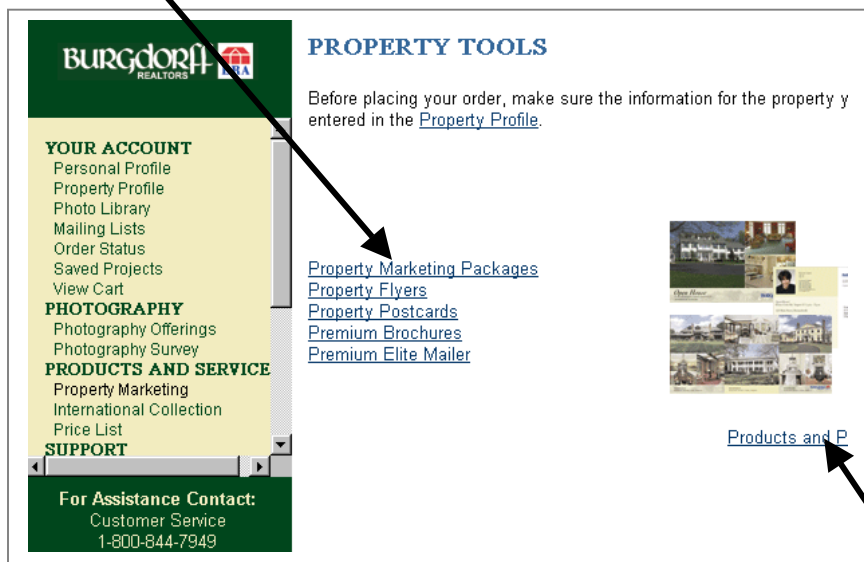 BURGDORFF
REALTORS
ERA
YOUR ACCOUNT
Personal Profile
Property Profile
Photo Library
Mailing Lists
Order Status
Saved Projects
View Cart
PHOTOGRAPHY
Photography Offerings
Photography Survey
PRODUCTS AND SERVICE
Property Marketing
International Collection
Price List
SUPPORT
For Assistance Contact:
Customer Service
1-800-844-7949
PROPERTY TOOLS
Before placing your order, make sure the information for the property y
entered in the Property Profile.
Property Marketing Packages
Property Flyers
Property Postcards
Premium Brochures
Premium Elite Mailer
Open House
Products and P